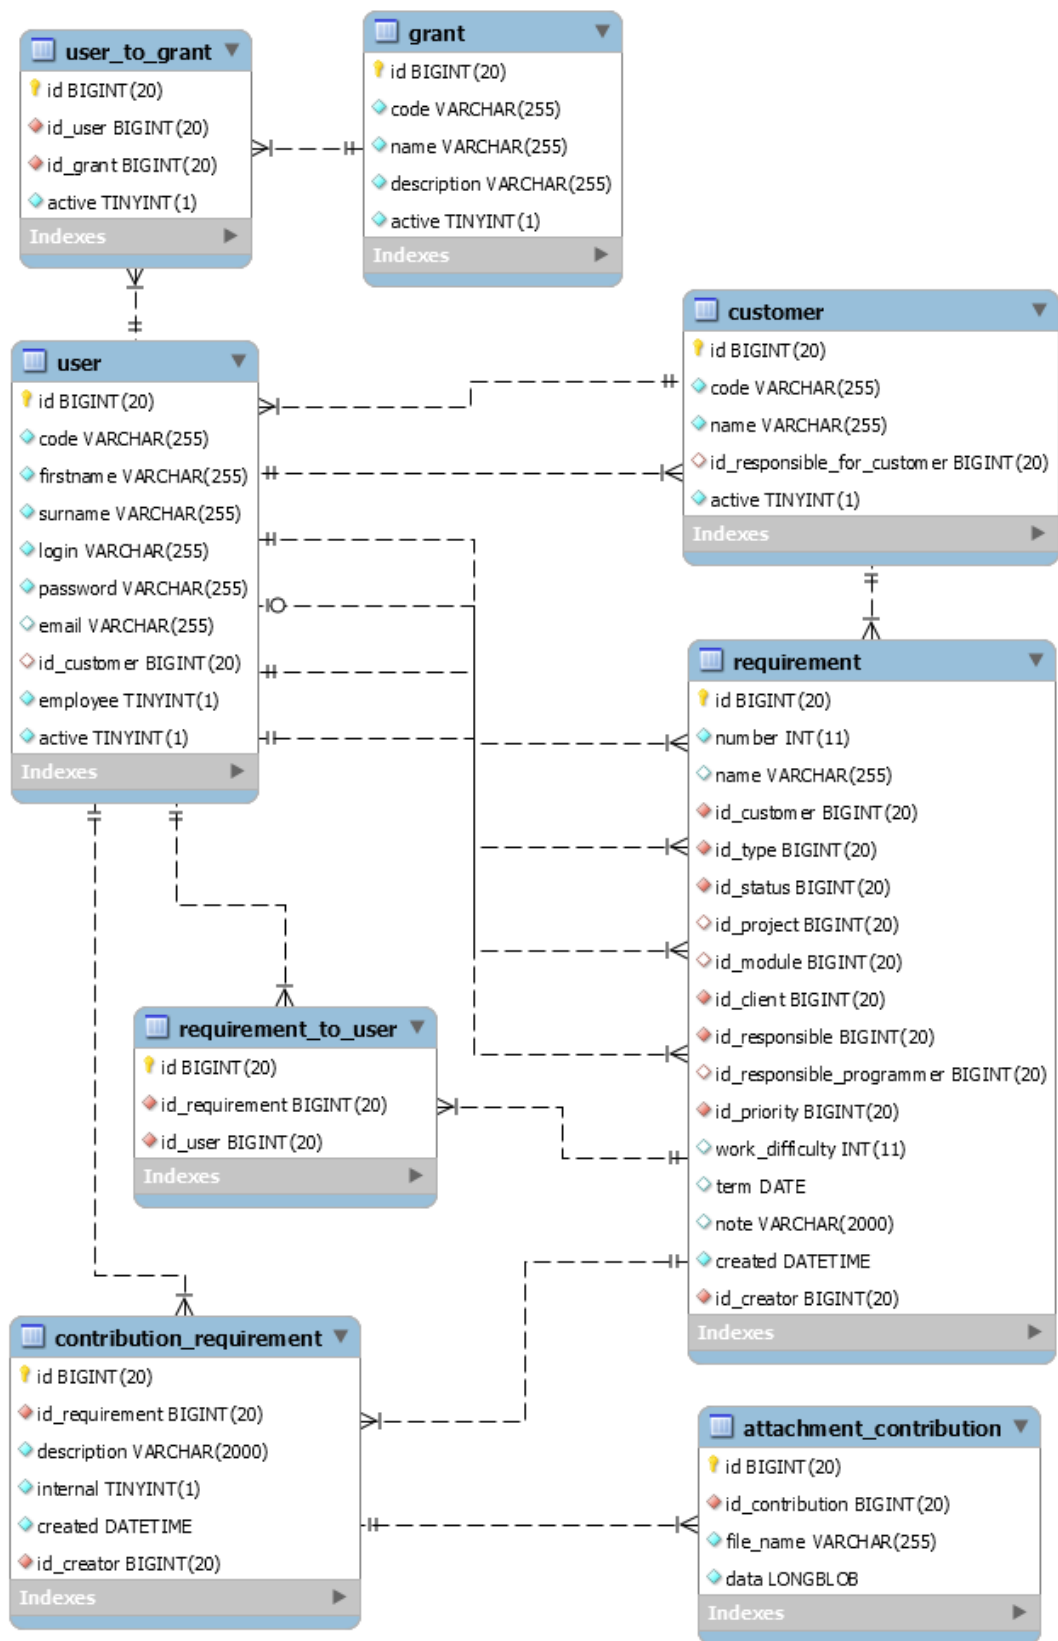 user_to_grant
id BIGINT(20)
id_user BIGINT(20)
id_grant BIGINT(20)
active TINYINT(1)
Indexes
grant
id BIGINT(20)
code VARCHAR(255)
name VARCHAR(255)
description VARCHAR(255)
active TINYINT(1)
Indexes
customer
id BIGINT(20)
code VARCHAR(255)
name VARCHAR(255)
id_responsible_for_customer BIGINT(20)
active TINYINT(1)
Indexes
user
id BIGINT(20)
code VARCHAR(255)
firstname VARCHAR(255)
surname VARCHAR(255)
login VARCHAR(255)
password VARCHAR(255)
email VARCHAR(255)
id_customer BIGINT(20)
employee TINYINT(1)
active TINYINT(1)
Indexes
requirement
id BIGINT(20)
number INT(11)
name VARCHAR(255)
id_customer BIGINT(20)
id_type BIGINT(20)
id_status BIGINT(20)
id_project BIGINT(20)
id_module BIGINT(20)
id_client BIGINT(20)
id_responsible BIGINT(20)
id_responsible_programmer BIGINT(20)
id_priority BIGINT(20)
work_difficulty INT(11)
term DATE
note VARCHAR(2000)
created DATETIME
id_creator BIGINT(20)
Indexes
requirement_to_user
id BIGINT(20)
id_requirement BIGINT(20)
id_user BIGINT(20)
Indexes
contribution_requirement
id BIGINT(20)
id_requirement BIGINT(20)
description VARCHAR(2000)
internal TINYINT(1)
created DATETIME
id_creator BIGINT(20)
Indexes
attachment_contribution
id BIGINT(20)
id_contribution BIGINT(20)
file_name VARCHAR(255)
data LONGBLOB
Indexes